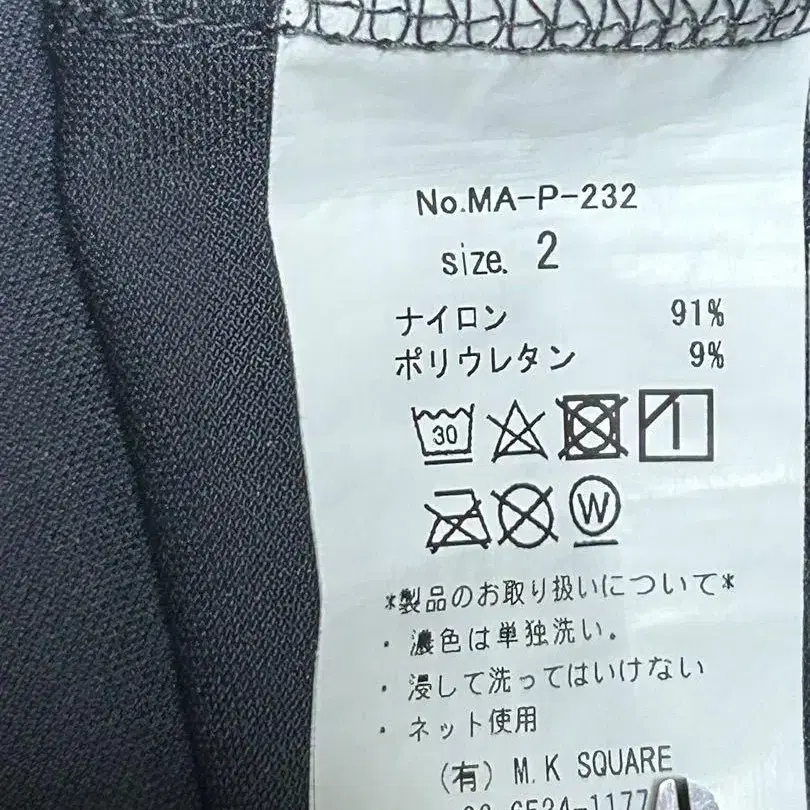 No.MA-P-232
size. 2
ナイロン 91%
ポリウレタン 9%
30
W
*製品のお取り扱いについて*
・濃色は単独洗い。
・浸して洗ってはいけない
・ネット使用
(有) M.K SQUARE